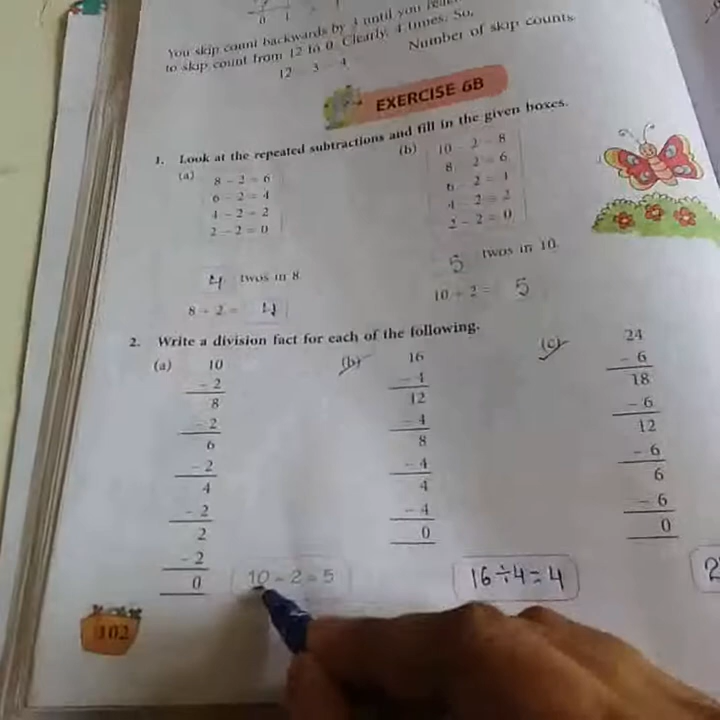 0 1
You skip count backwards by 3 until you
to skip count from 12 to 0. Clearly, 4 times. So,
Number of skip counts
12 ÷ 3 = 4
EXERCISE 6B
1. Look at the repeated subtractions and fill in the given boxes.
(a)
8 - 2 = 6
6 - 2 = 4
4 - 2 = 2
2 - 2 = 0
4 twos in 8.
8 ÷ 2 = 4
(b)
10 - 2 = 8
8 - 2 = 6
6 - 2 = 4
4 - 2 = 2
2 - 2 = 0
5 twos in 10.
10 ÷ 2 = 5
2. Write a division fact for each of the following.
(a) 10
- 2
8
- 2
6
- 2
4
- 2
2
- 2
0
10 ÷ 2 = 5
(b) 16
- 4
12
- 4
8
- 4
4
- 4
0
16÷4=4
(c) 24
- 6
18
- 6
12
- 6
6
- 6
0
2
102